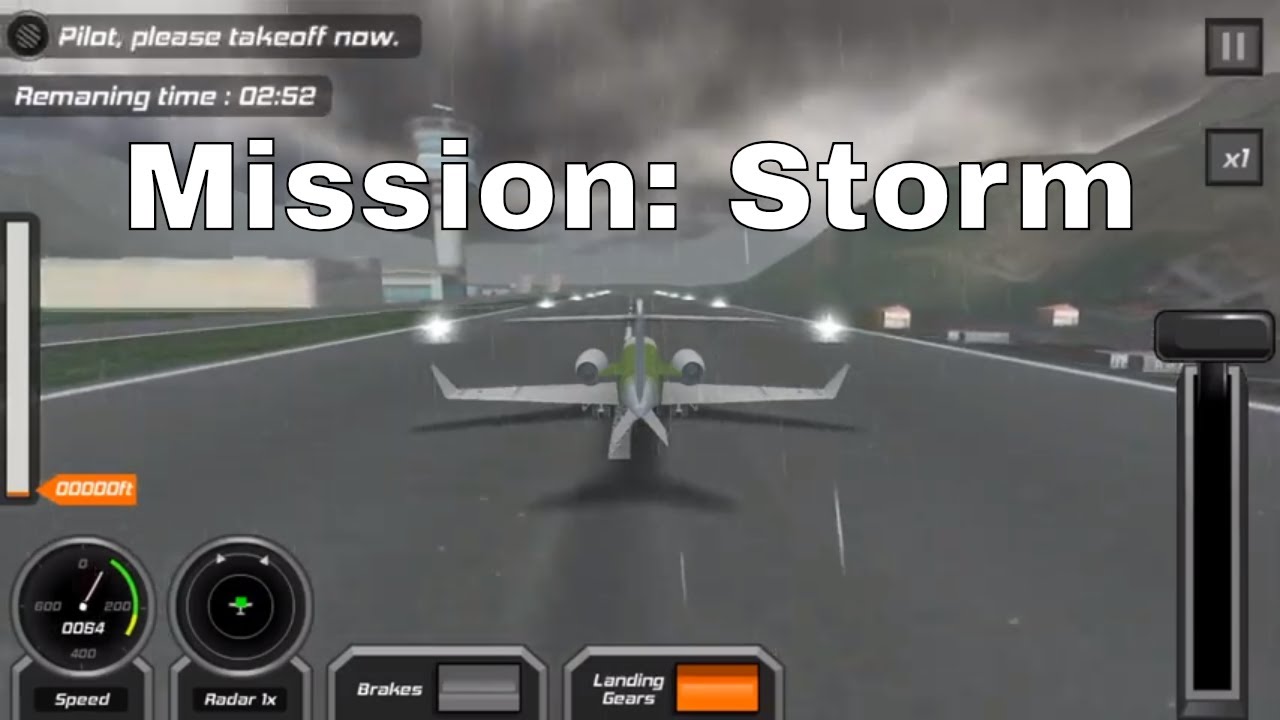 Pilot, please takeoff now.
Remaning time : 02:52
Mission: Storm
x1
00000ft
0
600
200
0064
400
Speed
Radar 1x
Brakes
Landing
Gears